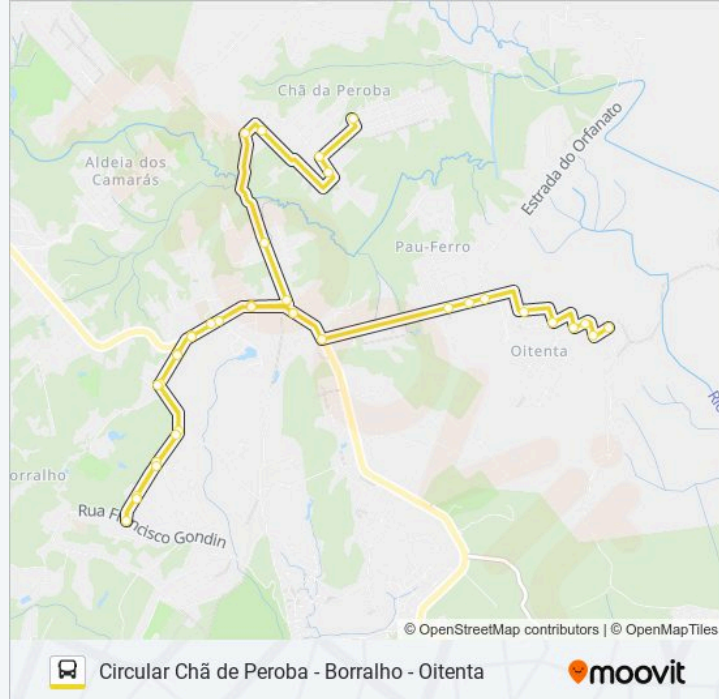 Chã da Peroba
Aldeia dos
Camarás
Estrada do Orfanato
Pau-Ferro
Oitenta
orralho
Rua Francisco Gondin
© OpenStreetMap contributors | © OpenMapTiles
Circular Chã de Peroba - Borralho - Oitenta
moovit